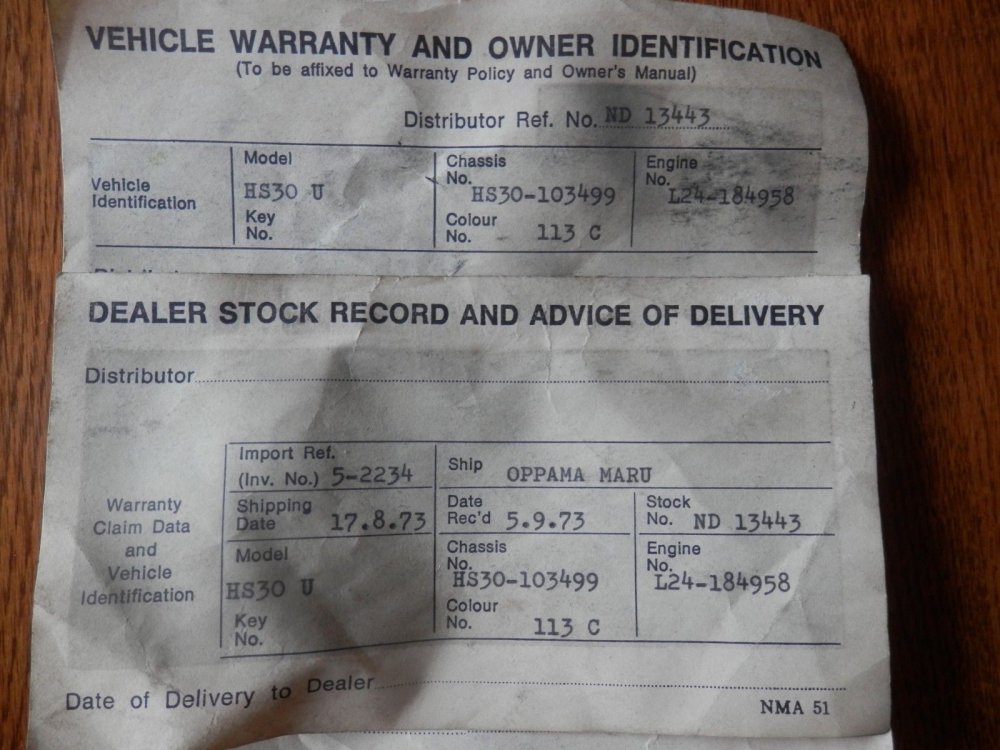 VEHICLE WARRANTY AND OWNER IDENTIFICATION
(To be affixed to Warranty Policy and Owner's Manual)
Distributor Ref. No. ND 13443
Vehicle
Identification
Model
HS30 U
Key
No.
Chassis
No.
HS30-103499
Colour
No. 113 C
Engine
No.
L24-184958
DEALER STOCK RECORD AND ADVICE OF DELIVERY
Distributor
Warranty
Claim Data
and
Vehicle
Identification
Import Ref.
(Inv. No.) 5-2234
Ship OPPAMA MARU
Shipping
Date 17.8.73
Date
Rec'd 5.9.73
Stock
No. ND 13443
Model
HS30 U
Key
No.
Chassis
No.
HS30-103499
Colour
No. 113 C
Engine
No.
L24-184958
Date of Delivery to Dealer
NMA 51